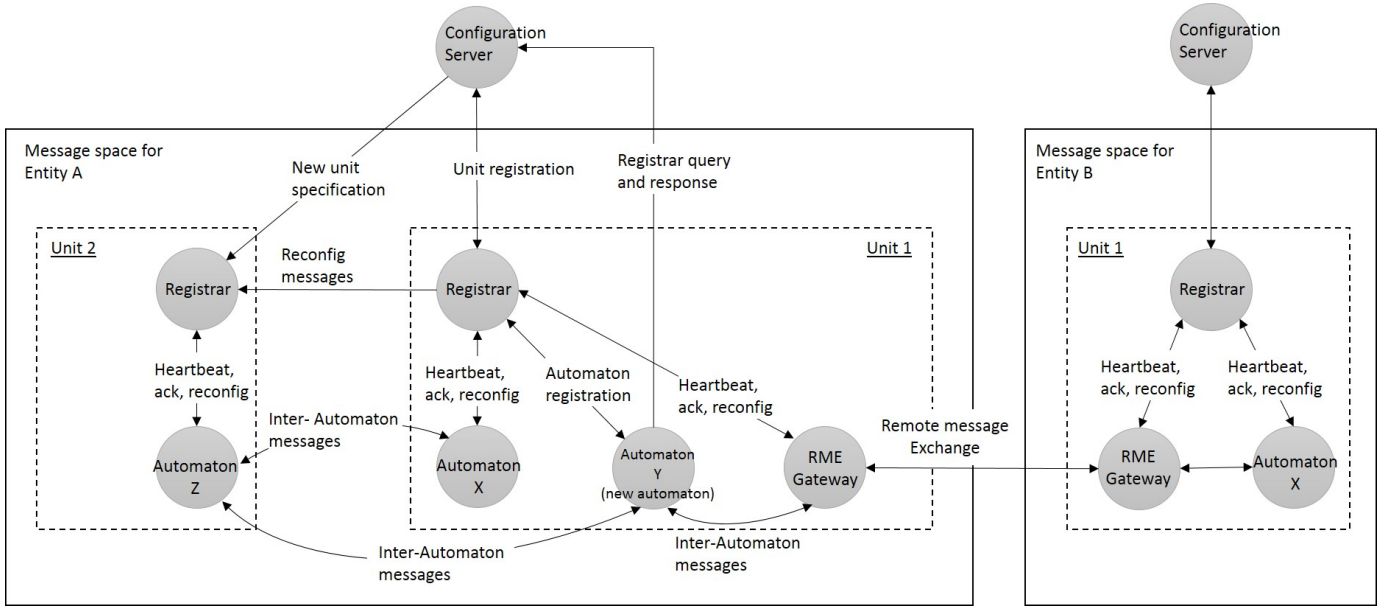 Configuration
Server
Configuration
Server
Message space for
Entity A
New unit
specification
Unit registration
Registrar query
and response
Message space for
Entity B
Unit 2
Reconfig
messages
Unit 1
Unit 1
Registrar
Registrar
Registrar
Heartbeat,
ack, reconfig
Heartbeat,
ack, reconfig
Automaton
registration
Heartbeat,
ack, reconfig
Heartbeat,
ack, reconfig
Heartbeat,
ack, reconfig
Inter- Automaton
messages
Remote message
Exchange
Automaton
Z
Automaton
X
Automaton
Y
(new automaton)
RME
Gateway
RME
Gateway
Automaton
X
Inter-Automaton
messages
Inter-Automaton
messages